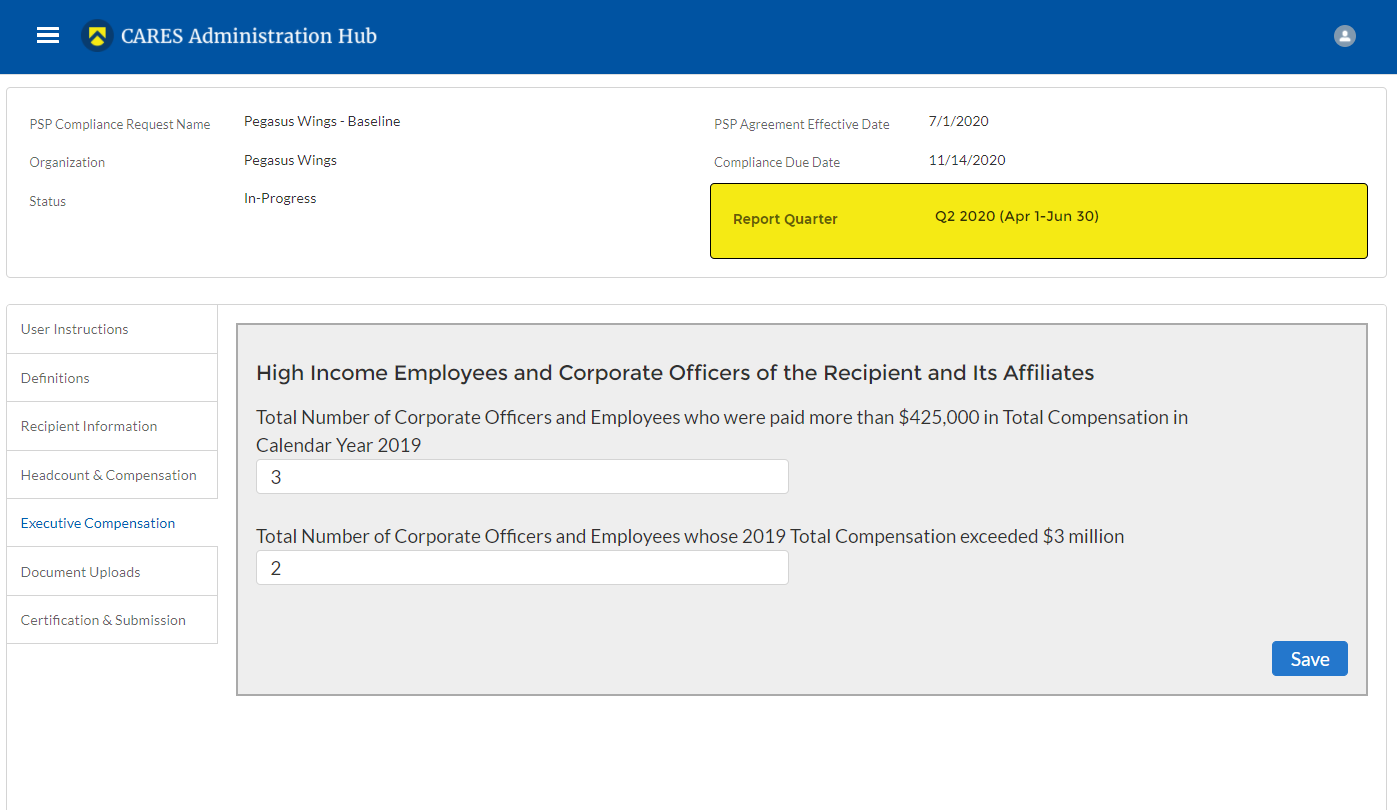 CARES Administration Hub
PSP Compliance Request Name Pegasus Wings - Baseline
PSP Agreement Effective Date 7/1/2020
Organization Pegasus Wings
Compliance Due Date 11/14/2020
Status In-Progress
Report Quarter Q2 2020 (Apr 1-Jun 30)
User Instructions
Definitions
Recipient Information
Headcount & Compensation
Executive Compensation
Document Uploads
Certification & Submission
High Income Employees and Corporate Officers of the Recipient and Its Affiliates
Total Number of Corporate Officers and Employees who were paid more than $425,000 in Total Compensation in
Calendar Year 2019
3
Total Number of Corporate Officers and Employees whose 2019 Total Compensation exceeded $3 million
2
Save